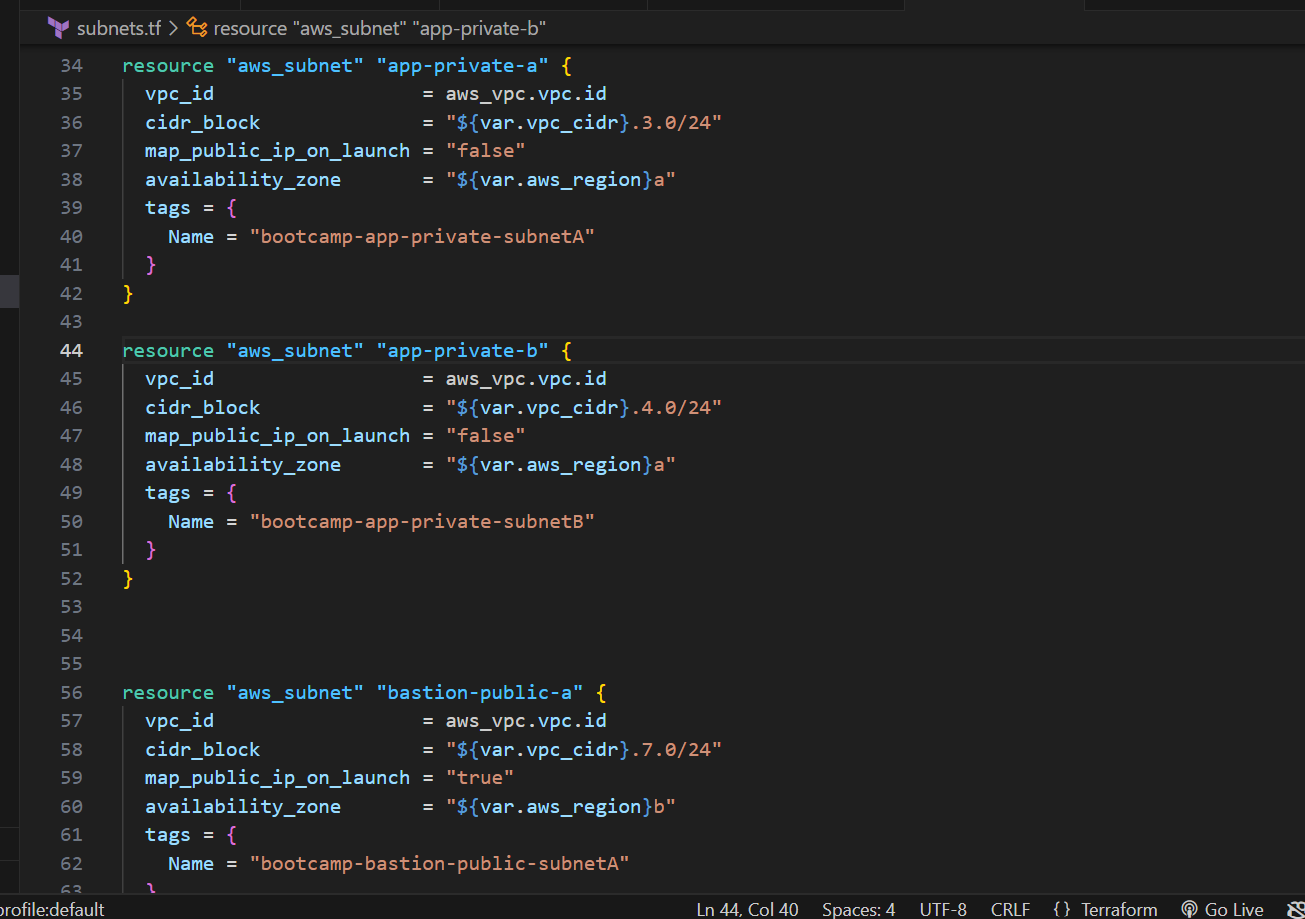 subnets.tf > resource "aws_subnet" "app-private-b"
34 resource "aws_subnet" "app-private-a" {
35   vpc_id                  = aws_vpc.vpc.id
36   cidr_block              = "${var.vpc_cidr}.3.0/24"
37   map_public_ip_on_launch = "false"
38   availability_zone       = "${var.aws_region}a"
39   tags = {
40     Name = "bootcamp-app-private-subnetA"
41   }
42 }
43
44 resource "aws_subnet" "app-private-b" {
45   vpc_id                  = aws_vpc.vpc.id
46   cidr_block              = "${var.vpc_cidr}.4.0/24"
47   map_public_ip_on_launch = "false"
48   availability_zone       = "${var.aws_region}a"
49   tags = {
50     Name = "bootcamp-app-private-subnetB"
51   }
52 }
53
54
55
56 resource "aws_subnet" "bastion-public-a" {
57   vpc_id                  = aws_vpc.vpc.id
58   cidr_block              = "${var.vpc_cidr}.7.0/24"
59   map_public_ip_on_launch = "true"
60   availability_zone       = "${var.aws_region}b"
61   tags = {
62     Name = "bootcamp-bastion-public-subnetA"
63   }
profile:default Ln 44, Col 40 Spaces: 4 UTF-8 CRLF {} Terraform Go Live